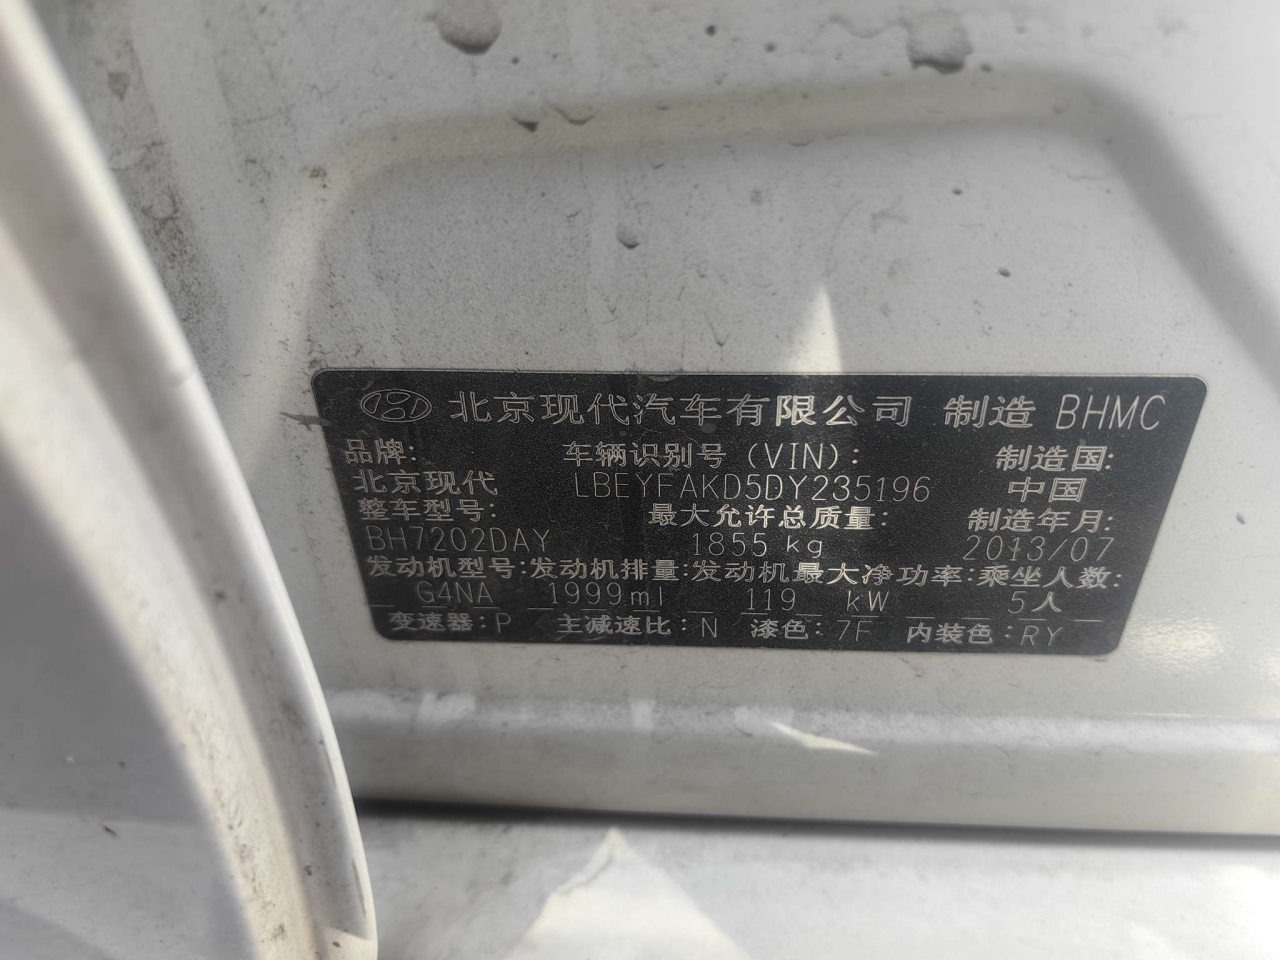 北京现代汽车有限公司 制造 BHMC
品牌: 车辆识别号 (VIN): 制造国:
北京现代 LBEYFAKD5DY235196 中国
整车型号: 最大允许总质量: 制造年月:
BH7202DAY 1855 kg 2013/07
发动机型号: 发动机排量: 发动机最大净功率: 乘坐人数:
G4NA 1999ml 119 kW 5人
变速器: P 主减速比: N 漆色: 7F 内装色: RY